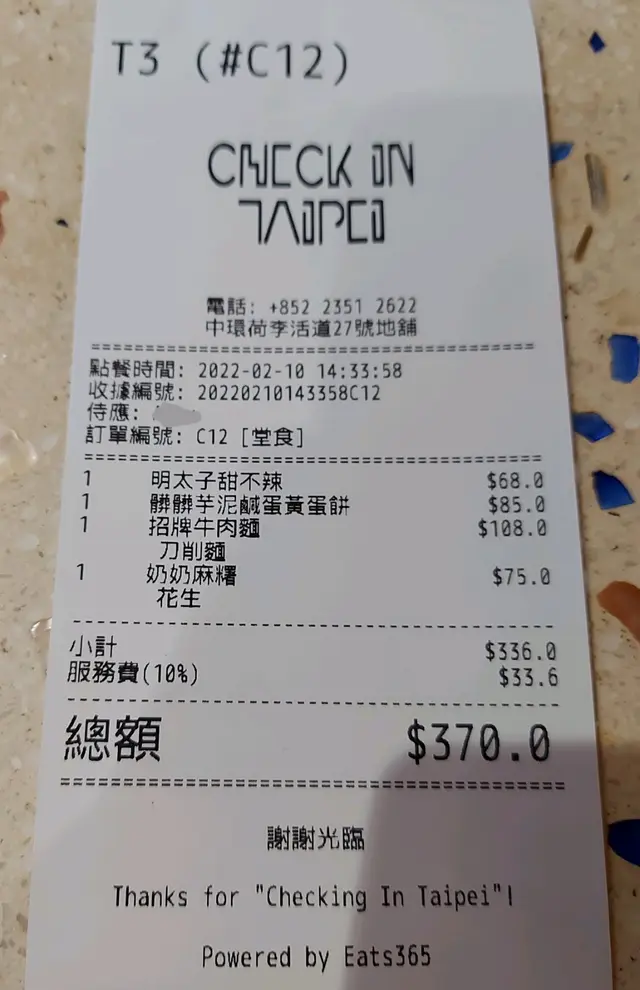 T3 (#C12)
CHECK IN
TAIPEI
電話: +852 2351 2622
中環荷李活道27號地舖
點餐時間: 2022-02-10 14:33:58
收據編號: 20220210143358C12
侍應:
訂單編號: C12 [堂食]
1 明太子甜不辣 $68.0
1 髒髒芋泥鹹蛋黃蛋餅 $85.0
1 招牌牛肉麵 $108.0
刀削麵
1 奶奶麻糬 $75.0
花生
小計 $336.0
服務費(10%) $33.6
總額 $370.0
謝謝光臨
Thanks for "Checking In Taipei"!
Powered by Eats365